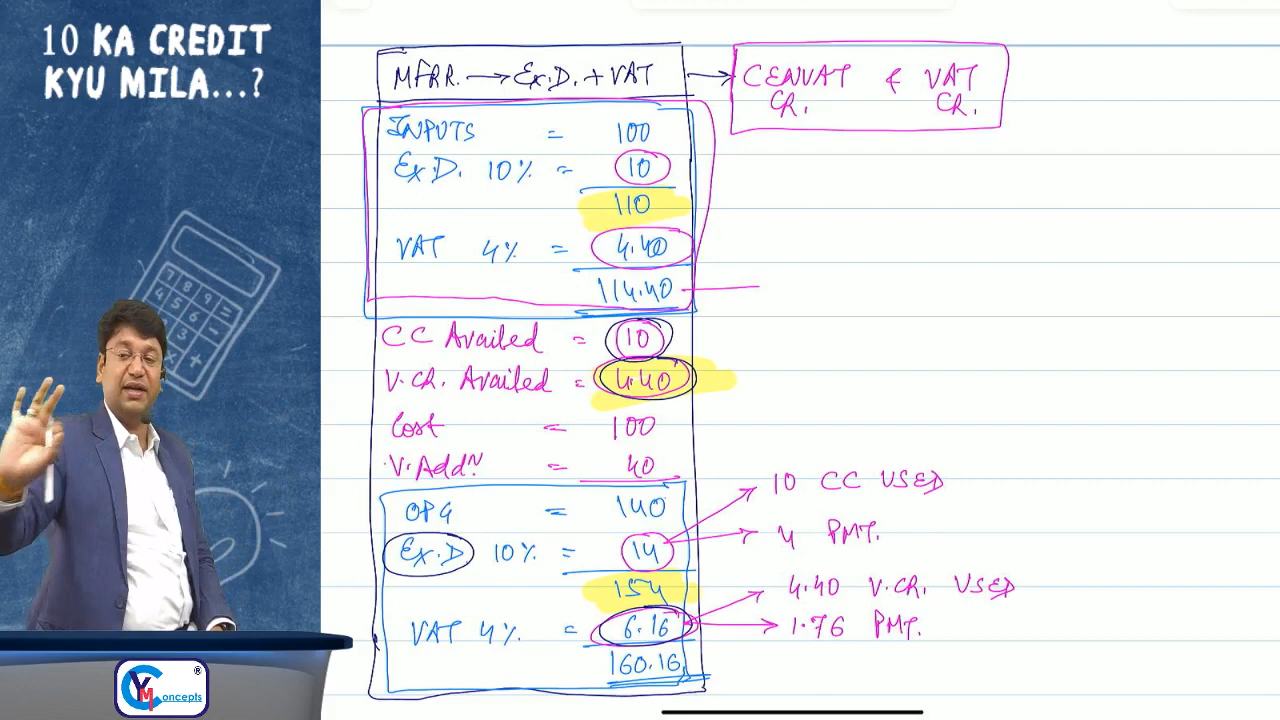 10 KA CREDIT
KYU MILA...?
MFRR. → Ex.D. + VAT → CENVAT & VAT
CR. CR.
INPUTS = 100
Ex.D. 10% = 10
110
VAT 4% = 4.40
114.40
CC Availed = 10
V.CR. Availed = 4.40
Cost = 100
V.Addn = 40
OPG = 140
10 CC USED
Ex.D 10% = 14
4 PMT.
154
4.40 V.CR. USED
VAT 4% = 6.16
1.76 PMT.
160.16
CYM Concepts ®